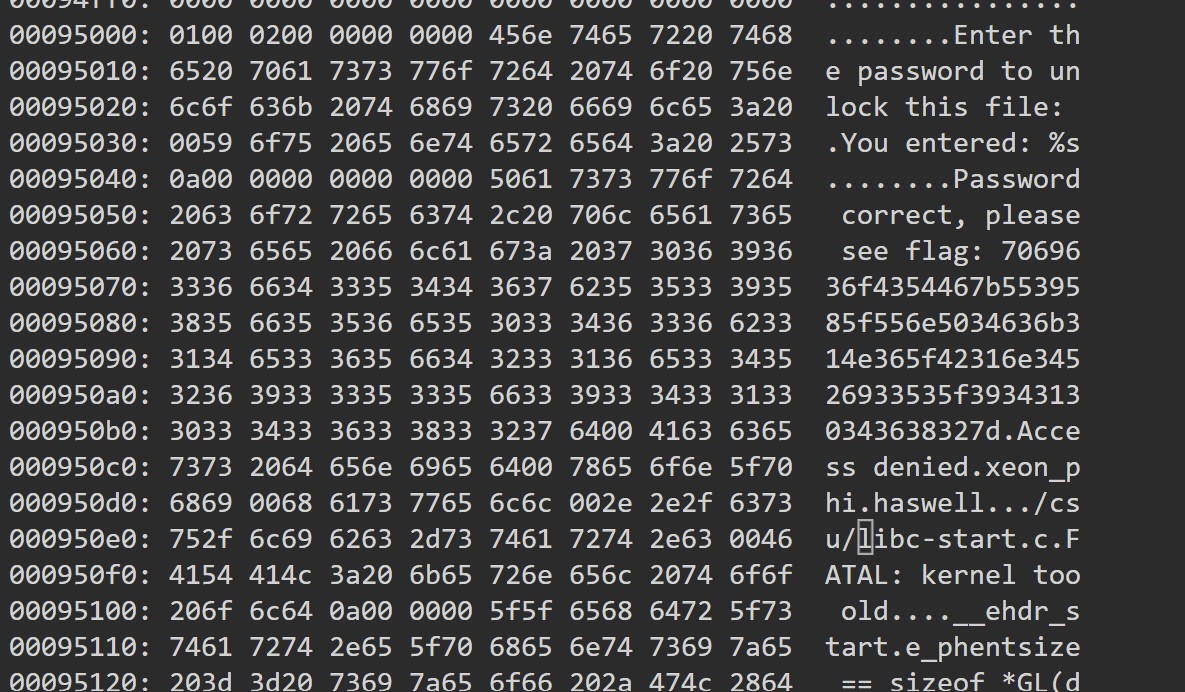 00094ff0: 0000 0000 0000 0000 0000 0000 0000 0000  ................
00095000: 0100 0200 0000 0000 456e 7465 7220 7468  ........Enter th
00095010: 6520 7061 7373 776f 7264 2074 6f20 756e  e password to un
00095020: 6c6f 636b 2074 6869 7320 6669 6c65 3a20  lock this file: 
00095030: 0059 6f75 2065 6e74 6572 6564 3a20 2573  .You entered: %s
00095040: 0a00 0000 0000 0000 5061 7373 776f 7264  ........Password
00095050: 2063 6f72 7265 6374 2c20 706c 6561 7365   correct, please
00095060: 2073 6565 2066 6c61 673a 2037 3036 3936   see flag: 70696
00095070: 3336 6634 3335 3434 3637 6235 3533 3935  36f4354467b55395
00095080: 3835 6635 3536 6535 3033 3436 3336 6233  85f556e5034636b3
00095090: 3134 6533 3635 6634 3233 3136 6533 3435  14e365f42316e345
000950a0: 3236 3933 3335 3335 6633 3933 3433 3133  26933535f3934313
000950b0: 3033 3433 3633 3833 3237 6400 4163 6365  0343638327d.Acce
000950c0: 7373 2064 656e 6965 6400 7865 6f6e 5f70  ss denied.xeon_p
000950d0: 6869 0068 6173 7765 6c6c 002e 2e2f 6373  hi.haswell.../cs
000950e0: 752f 6c69 6263 2d73 7461 7274 2e63 0046  u/libc-start.c.F
000950f0: 4154 414c 3a20 6b65 726e 656c 2074 6f6f  ATAL: kernel too
00095100: 206f 6c64 0a00 0000 5f5f 6568 6472 5f73   old....__ehdr_s
00095110: 7461 7274 2e65 5f70 6865 6e74 7369 7a65  tart.e_phentsize
00095120: 203d 3d20 7369 7a65 6f66 202a 474c 2864   == sizeof *GL(d